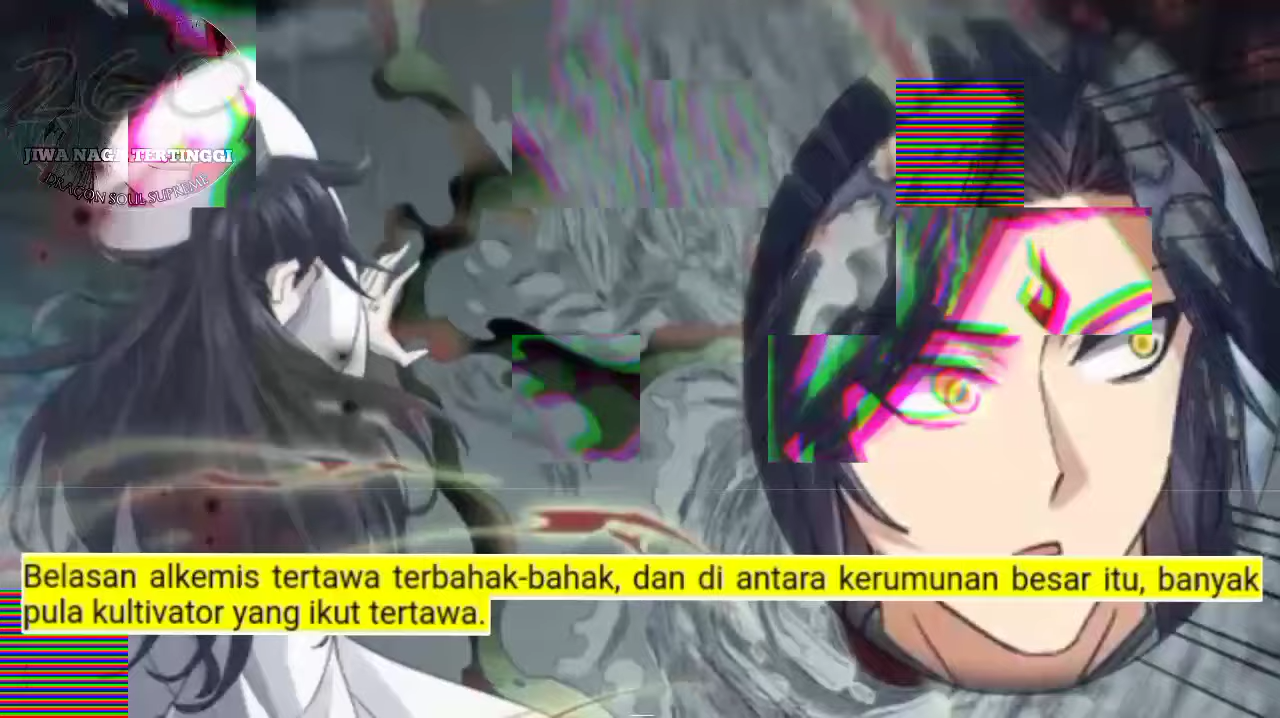 260
JIWA NAGA TERTINGGI
DRAGON SOUL SUPREME
Belasan alkemis tertawa terbahak-bahak, dan di antara kerumunan besar itu, banyak
pula kultivator yang ikut tertawa.